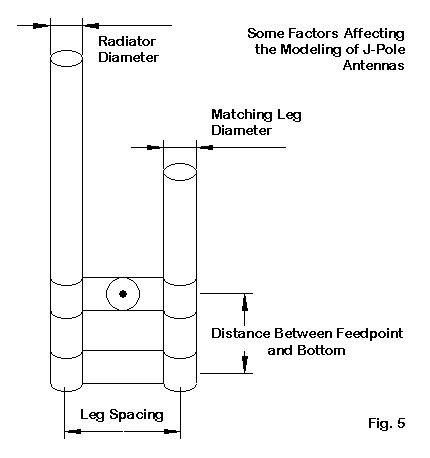 Some Factors Affecting
the Modeling of J-Pole
Antennas
Radiator
Diameter
Matching Leg
Diameter
Distance Between Feedpoint
and Bottom
Leg Spacing
Fig. 5